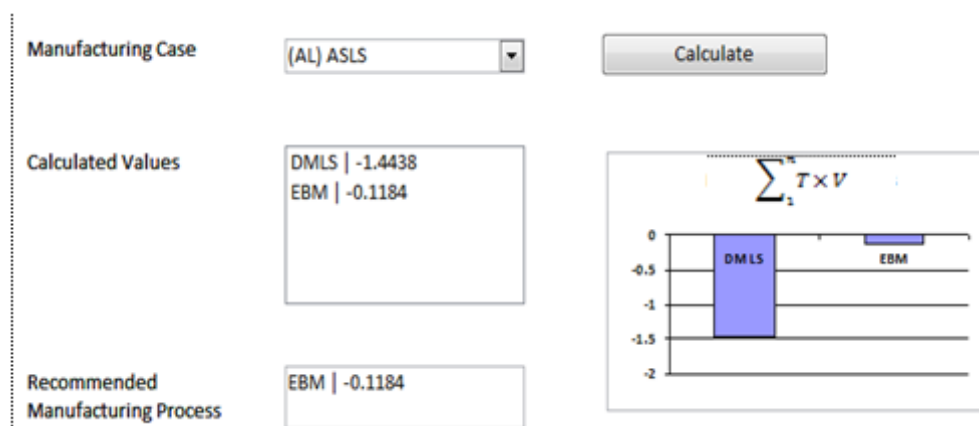 Manufacturing Case
(AL) ASLS
Calculate
Calculated Values
DMLS | -1.4438
EBM | -0.1184
∑ⁿ₁ T × V
0
-0.5
-1
-1.5
-2
DMLS
EBM
Recommended
Manufacturing Process
EBM | -0.1184